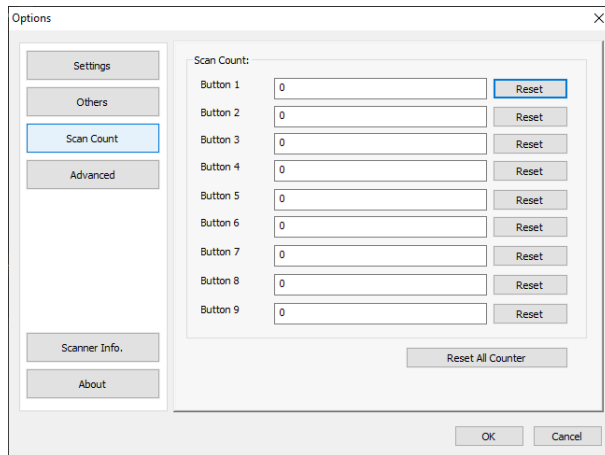 Options
Settings
Others
Scan Count
Advanced
Scanner Info.
About
Scan Count:
Button 1 0 Reset
Button 2 0 Reset
Button 3 0 Reset
Button 4 0 Reset
Button 5 0 Reset
Button 6 0 Reset
Button 7 0 Reset
Button 8 0 Reset
Button 9 0 Reset
Reset All Counter
OK Cancel